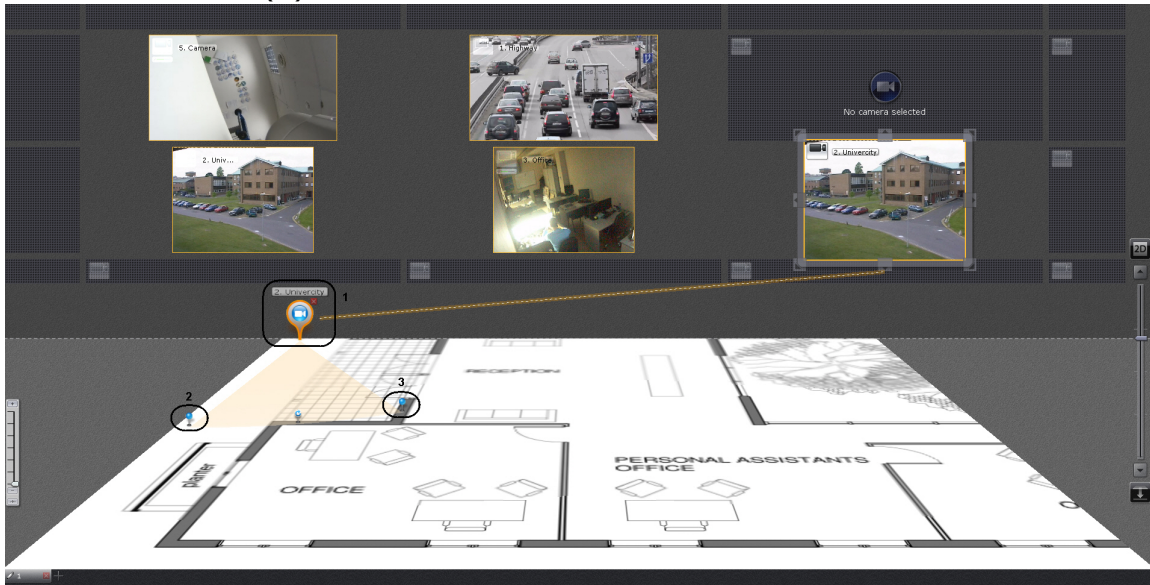 5. Camera
1. Highway
No camera selected
2. Univ...
3. Office
2. Univercity
2D
2. Univercity
1
2
3
RECEPTION
planter
OFFICE
PERSONAL ASSISTANTS
OFFICE
1